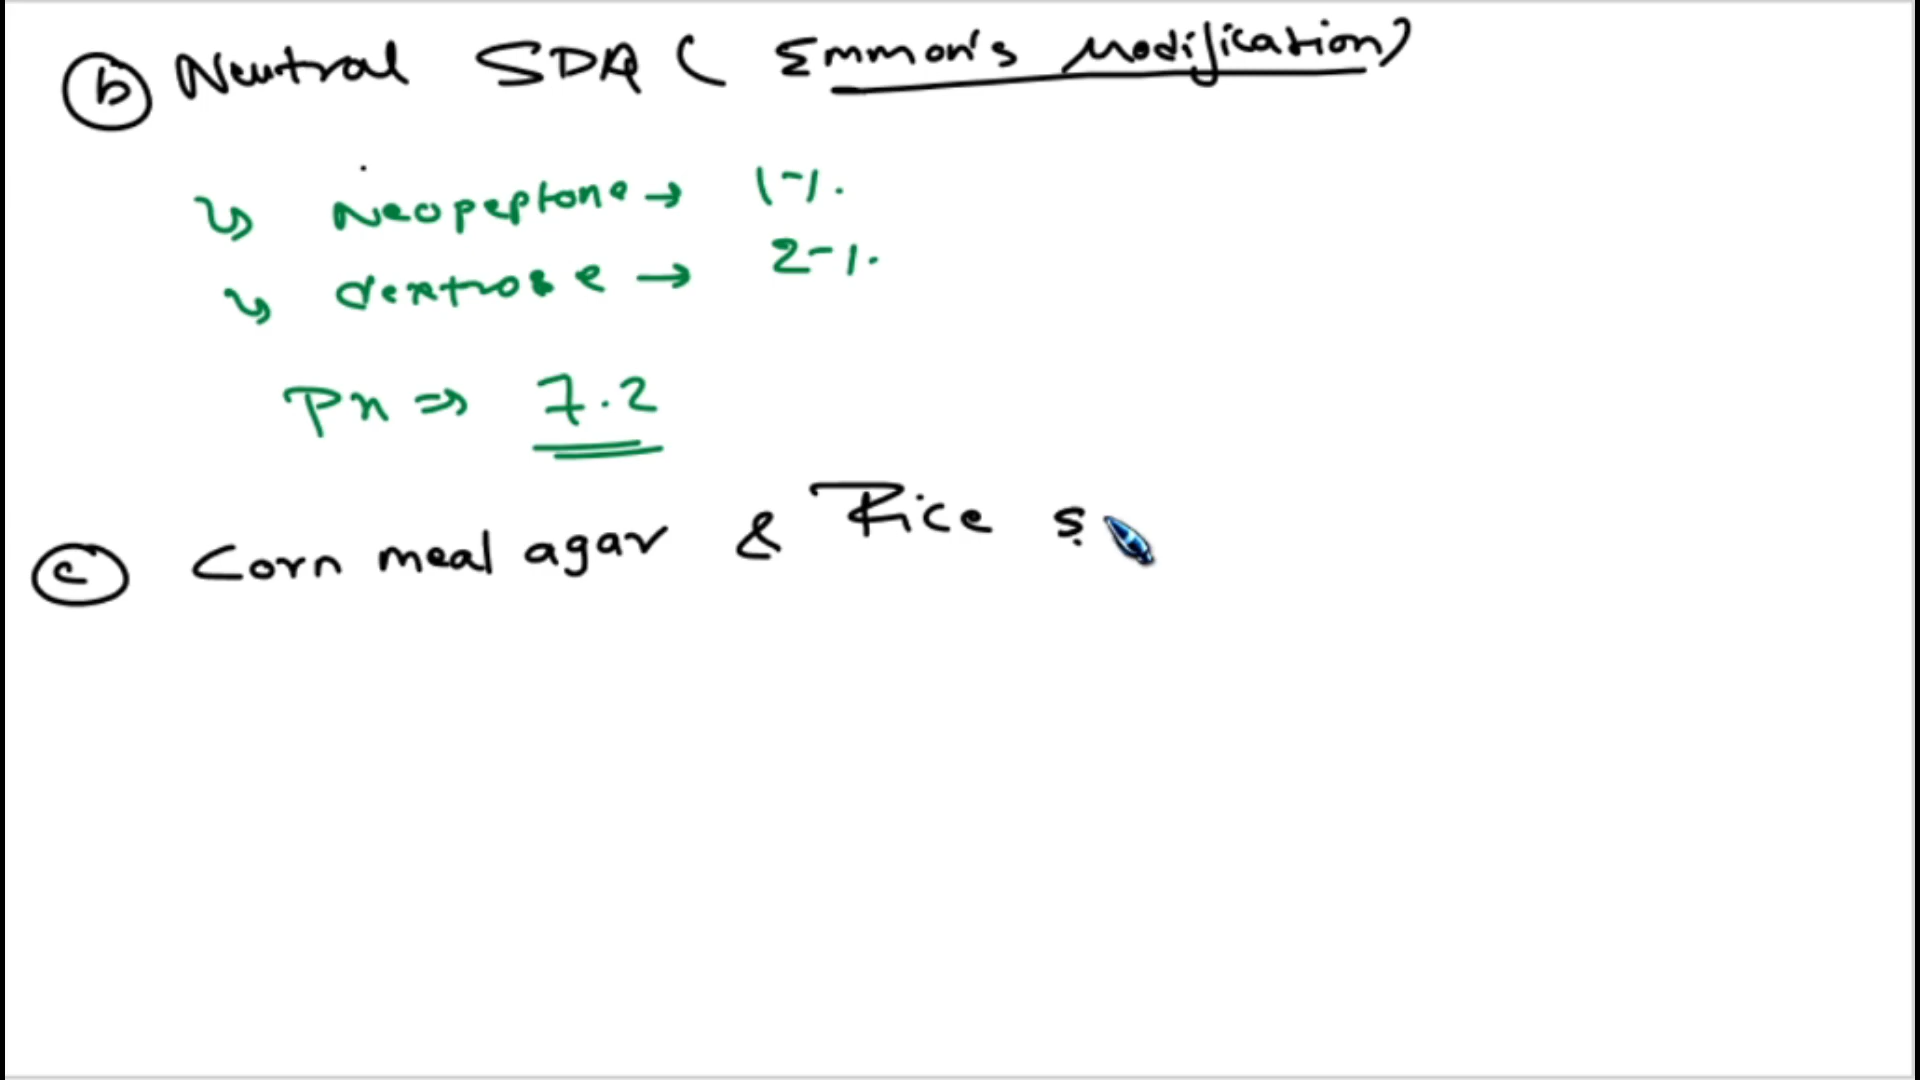 b Neutral SDA ( Emmon's Modification)
Neopeptone → 1%.
dextrose → 2%.
PH ⇒ 7.2
c Corn meal agar & Rice s